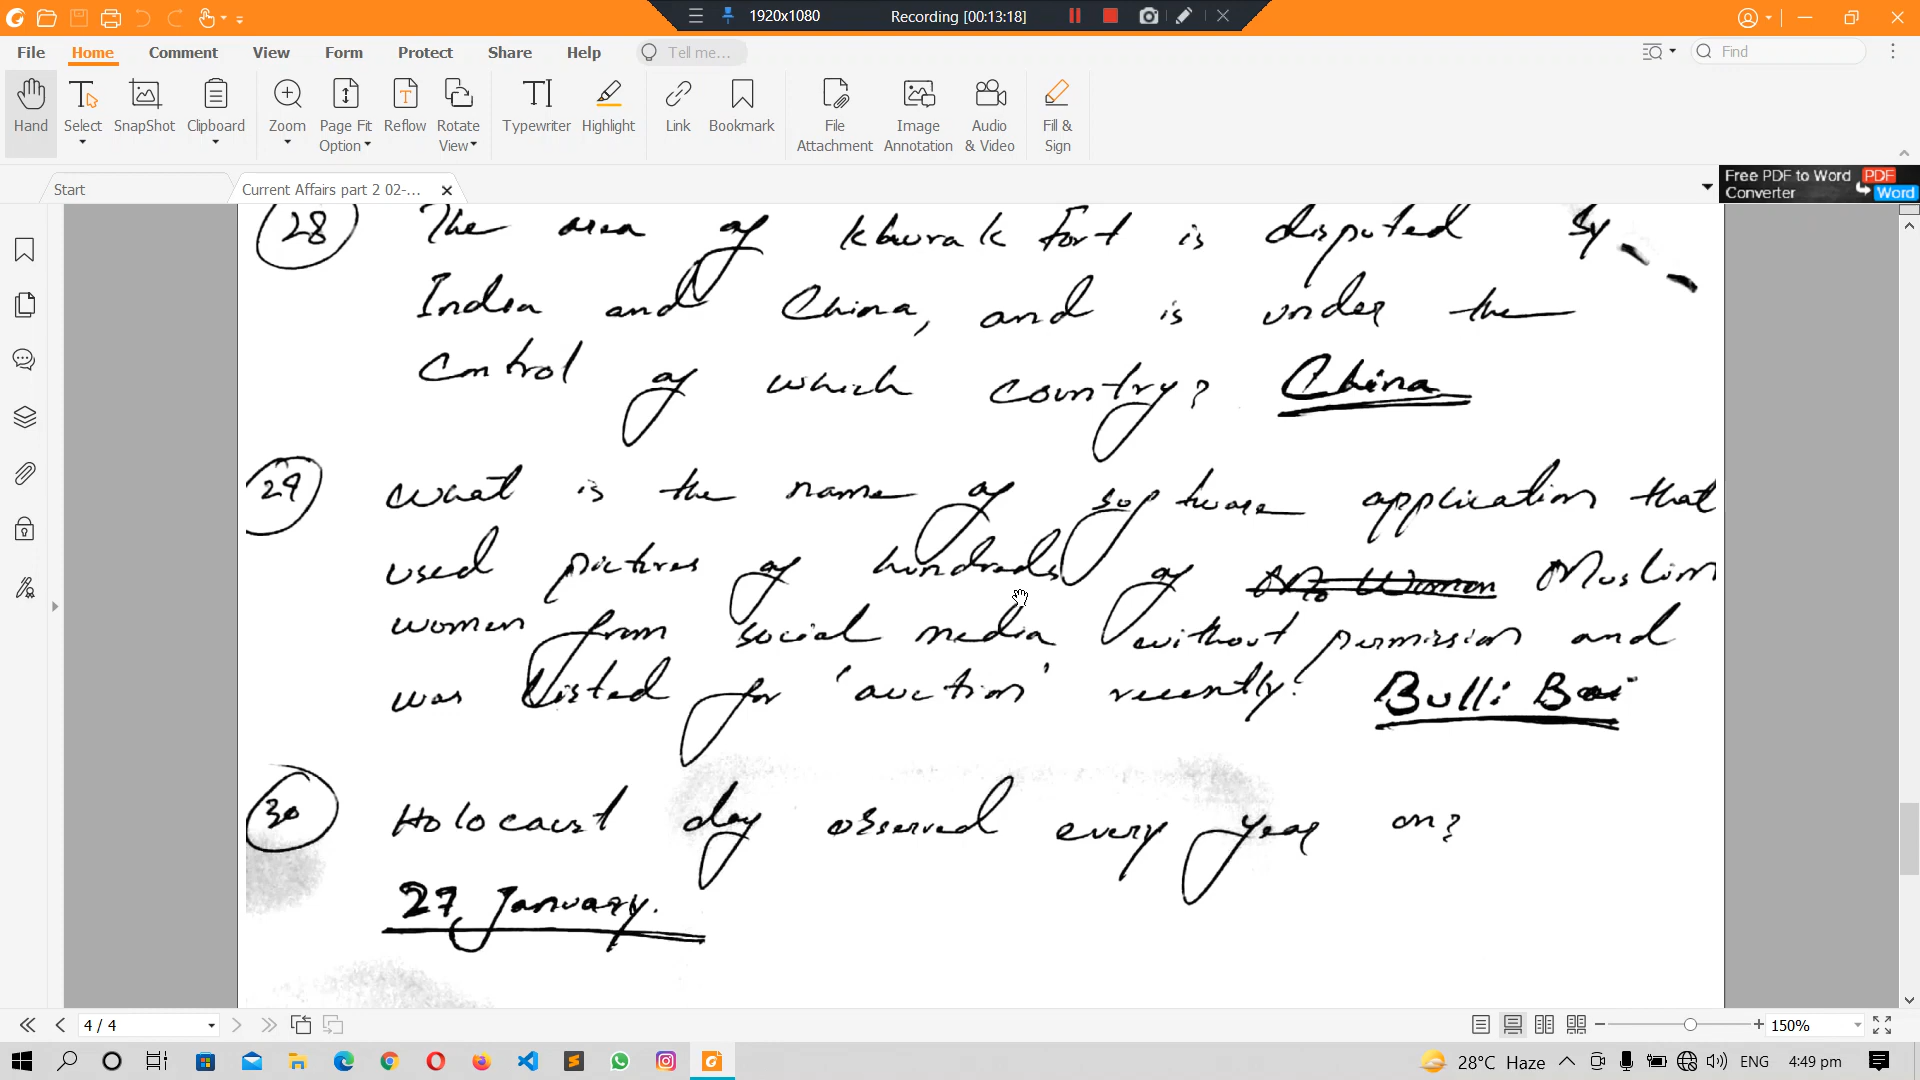 1920x1080
Recording [00:13:18]
File Home Comment View Form Protect Share Help Tell me... Find
Hand Select SnapShot Clipboard Zoom Page Fit Option Reflow Rotate View Typewriter Highlight Link Bookmark File Attachment Image Annotation Audio & Video Fill & Sign
Start
Current Affairs part 2 02-...
Free PDF to Word Converter PDF Word
28 The area of Khurak Fort is disputed by - -
India and China, and is under the
control of which country? China
29 What is the name of software application that
used pictures of hundreds of Muslim
women from social media without permission and
was listed for 'auction' recently? Bulli Bai
30 Holocaust day observed every year on?
27 January.
4 / 4
150%
28°C Haze
ENG
4:49 pm